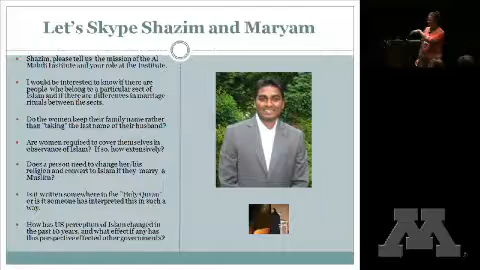 Let's Skype Shazim and Maryam
Shazim, please tell us the mission of the Al
Mahdi Institute and your role at the Institute.
I would be interested to know if there are
people who belong to a particular sect of
Islam and if there are differences in marriage
rituals between the sects.
Do the women keep their family name rather
than "taking" the last name of their husband?
Are women required to cover themselves in
observance of Islam? If so, how extensively?
Does a person need to change her/his
religion and convert to Islam if they marry a
Muslim?
Is it written somewhere in the "Holy Quran"
or is it someone has interpreted this in such a
way.
How has US perception of Islam changed in
the past 10 years, and what effect if any has
this perspective effected other governments?
M